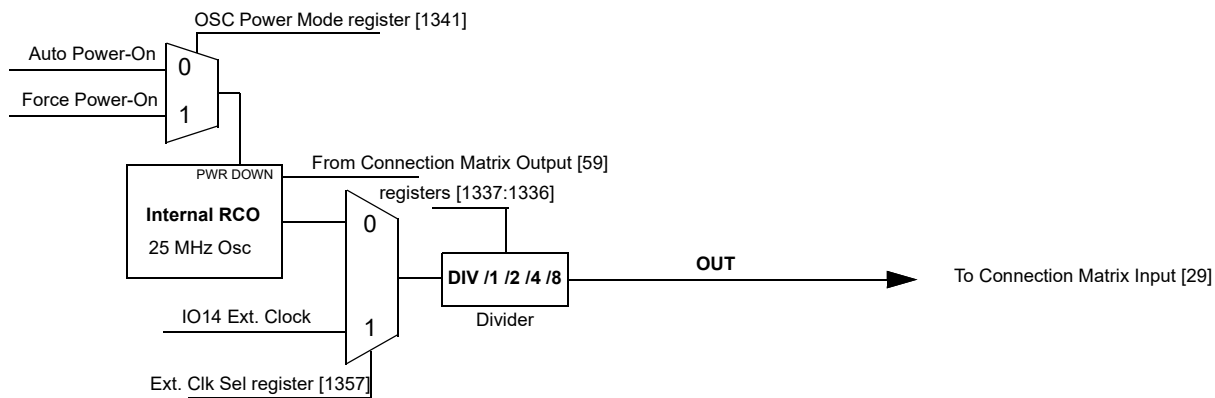 OSC Power Mode register [1341]
Auto Power-On
0
Force Power-On
1
PWR DOWN
From Connection Matrix Output [59]
registers [1337:1336]
Internal RCO
0
25 MHz Osc
DIV /1 /2 /4 /8
OUT
To Connection Matrix Input [29]
IO14 Ext. Clock
1
Divider
Ext. Clk Sel register [1357]